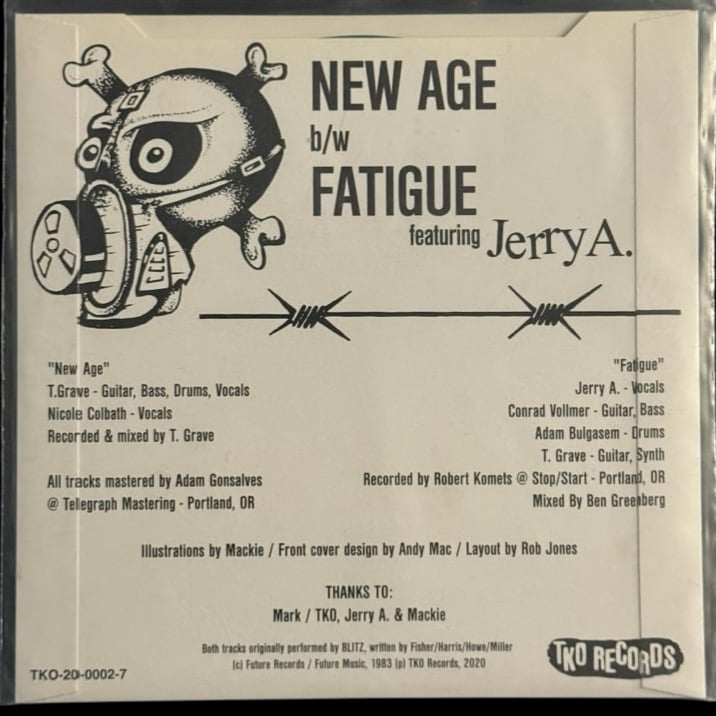 NEW AGE
b/w
FATIGUE
featuring Jerry A.
"New Age"
T.Grave - Guitar, Bass, Drums, Vocals
Nicole Colbath - Vocals
Recorded & mixed by T. Grave
All tracks mastered by Adam Gonsalves
@ Telegraph Mastering - Portland, OR
"Fatigue"
Jerry A. - Vocals
Conrad Vollmer - Guitar, Bass
Adam Bulgasem - Drums
T. Grave - Guitar, Synth
Recorded by Robert Komets @ Stop/Start - Portland, OR
Mixed By Ben Greenberg
Illustrations by Mackie / Front cover design by Andy Mac / Layout by Rob Jones
THANKS TO:
Mark / TKO, Jerry A. & Mackie
Both tracks originally performed by BLITZ, written by Fisher/Harris/Howe/Miller
(c) Future Records / Future Music, 1983 (p) TKO Records, 2020
TKO-20-0002-7
TKO RECORDS